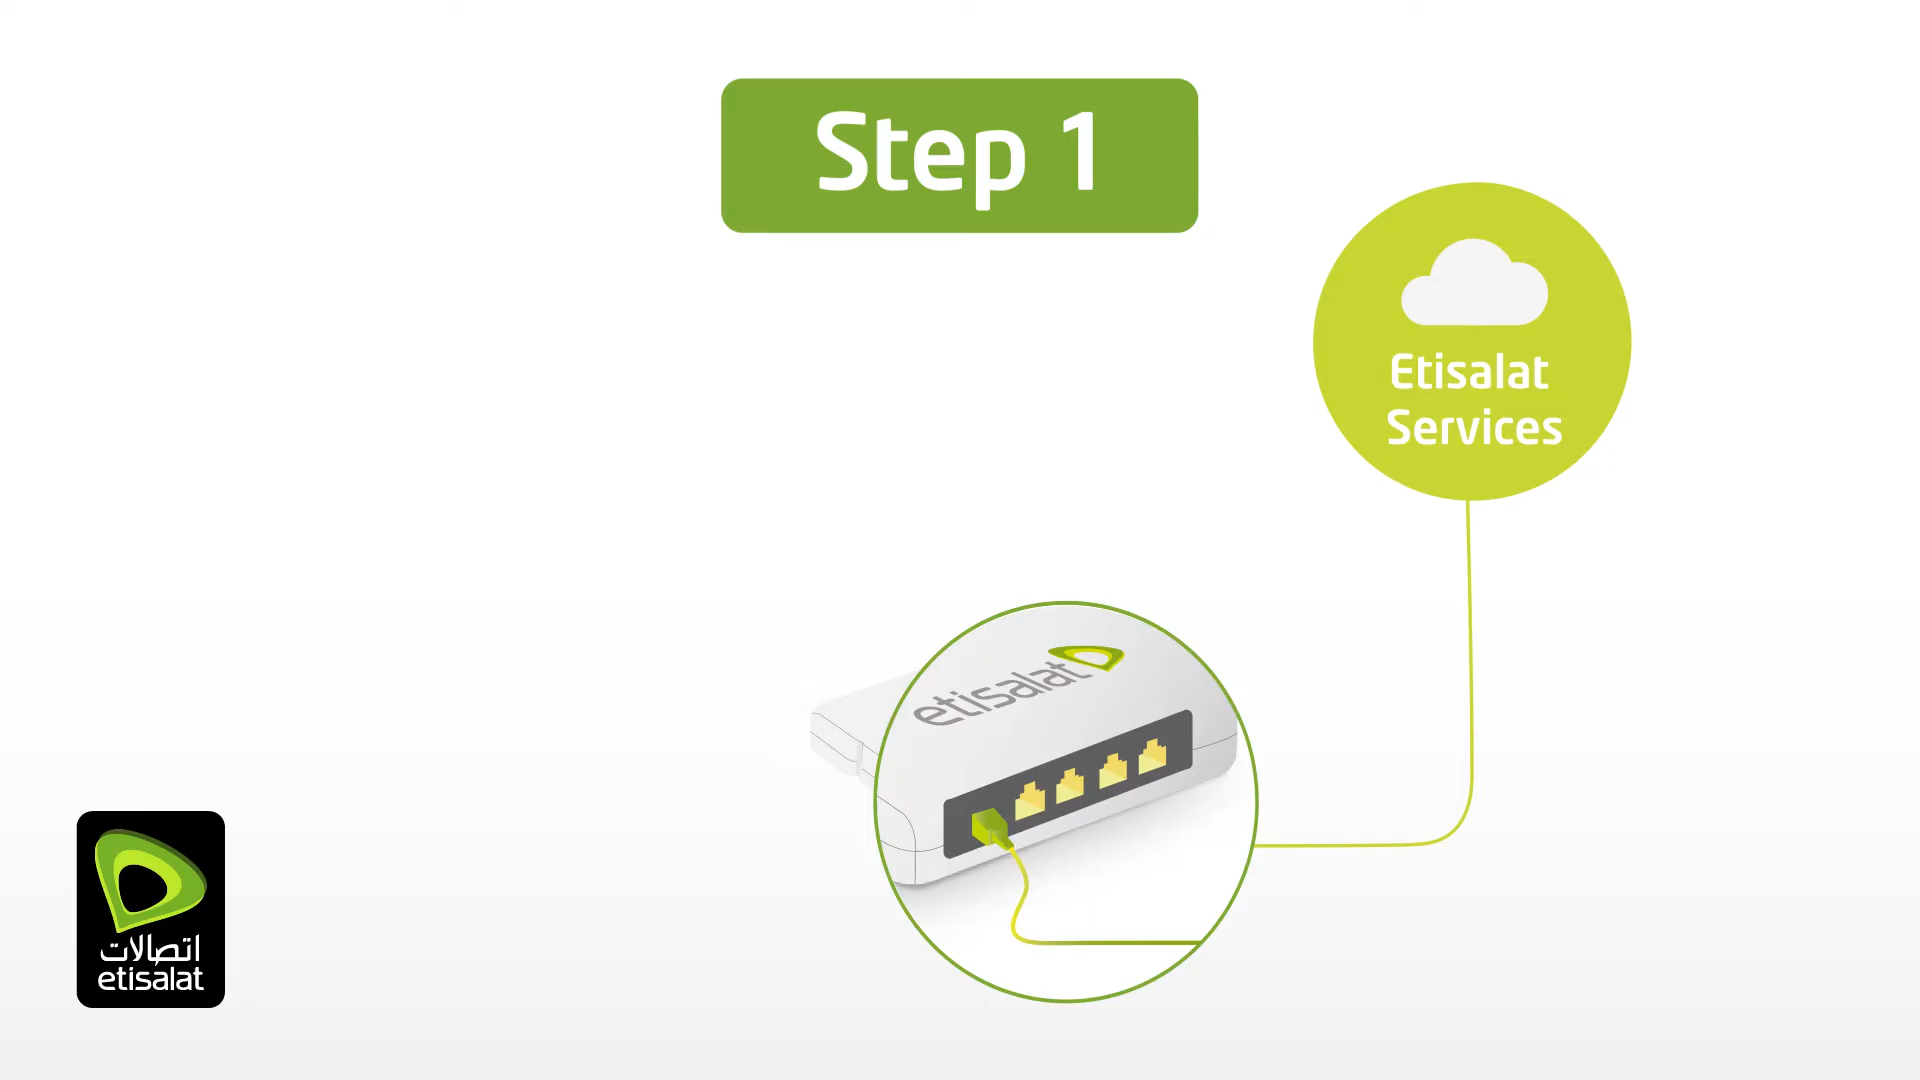 Step 1
Etisalat
Services
etisalat
اتصالات
etisalat